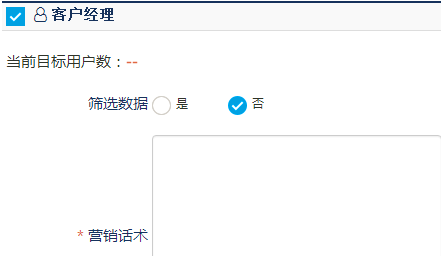 客户经理
当前目标用户数：--
筛选数据 是 否
* 营销话术